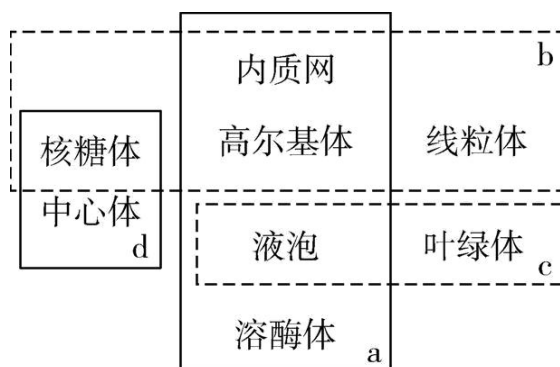 b
内质网
核糖体 高尔基体 线粒体
中心体
d
液泡 叶绿体
c
溶酶体
a